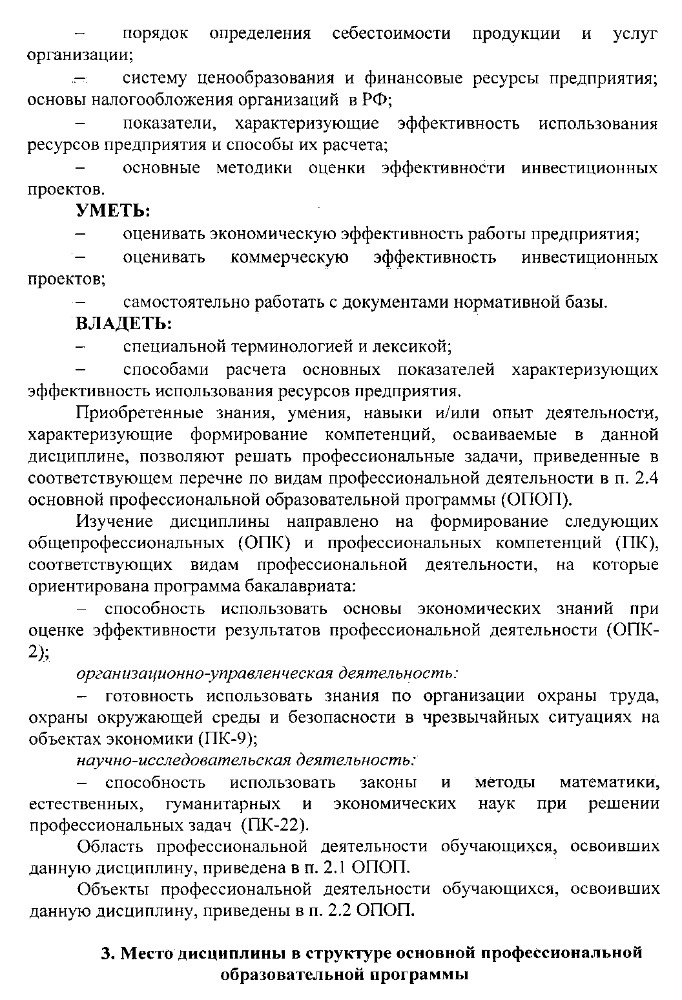 – порядок определения себестоимости продукции и услуг
организации;
– систему ценообразования и финансовые ресурсы предприятия;
основы налогообложения организаций в РФ;
– показатели, характеризующие эффективность использования
ресурсов предприятия и способы их расчета;
– основные методики оценки эффективности инвестиционных
проектов.
УМЕТЬ:
– оценивать экономическую эффективность работы предприятия;
– оценивать коммерческую эффективность инвестиционных
проектов;
– самостоятельно работать с документами нормативной базы.
ВЛАДЕТЬ:
– специальной терминологией и лексикой;
– способами расчета основных показателей характеризующих
эффективность использования ресурсов предприятия.
Приобретенные знания, умения, навыки и/или опыт деятельности,
характеризующие формирование компетенций, осваиваемые в данной
дисциплине, позволяют решать профессиональные задачи, приведенные в
соответствующем перечне по видам профессиональной деятельности в п. 2.4
основной профессиональной образовательной программы (ОПОП).
Изучение дисциплины направлено на формирование следующих
общепрофессиональных (ОПК) и профессиональных компетенций (ПК),
соответствующих видам профессиональной деятельности, на которые
ориентирована программа бакалавриата:
– способность использовать основы экономических знаний при
оценке эффективности результатов профессиональной деятельности (ОПК-
2);
организационно-управленческая деятельность:
– готовность использовать знания по организации охраны труда,
охраны окружающей среды и безопасности в чрезвычайных ситуациях на
объектах экономики (ПК-9);
научно-исследовательская деятельность:
– способность использовать законы и методы математики,
естественных, гуманитарных и экономических наук при решении
профессиональных задач (ПК-22).
Область профессиональной деятельности обучающихся, освоивших
данную дисциплину, приведена в п. 2.1 ОПОП.
Объекты профессиональной деятельности обучающихся, освоивших
данную дисциплину, приведены в п. 2.2 ОПОП.
3. Место дисциплины в структуре основной профессиональной
образовательной программы